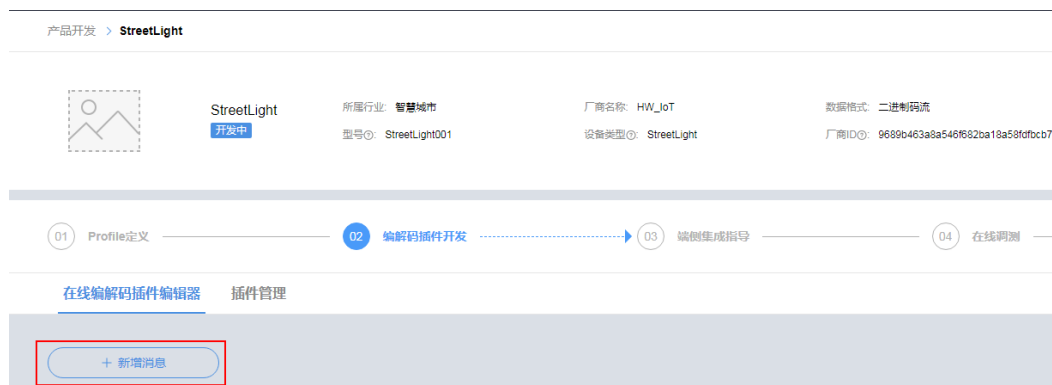 产品开发 > StreetLight
StreetLight
开发中
所属行业: 智慧城市
厂商名称: HW_IoT
数据格式: 二进制码流
型号?: StreetLight001
设备类型?: StreetLight
厂商ID?: 9689b463a8a546f682ba18a58fdfbcb7
01 Profile定义
02 编解码插件开发
03 端侧集成指导
04 在线调测
在线编解码插件编辑器
插件管理
+ 新增消息